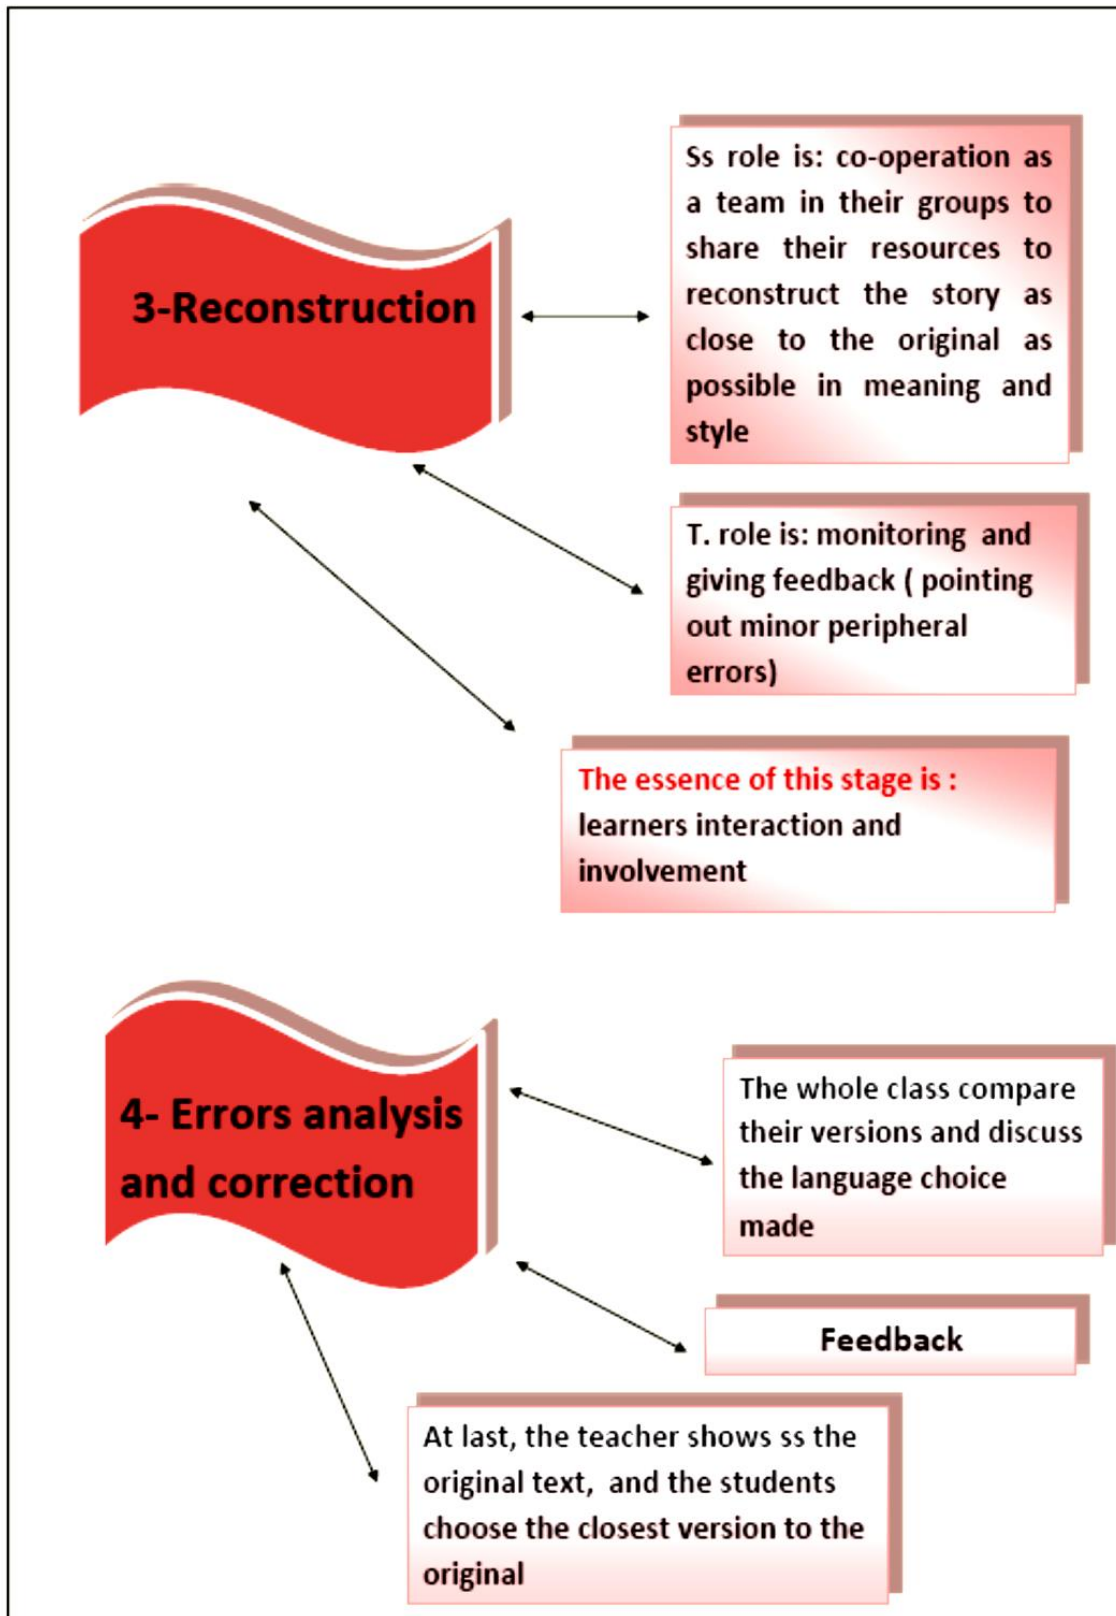 3-Reconstruction
Ss role is: co-operation as
a team in their groups to
share their resources to
reconstruct the story as
close to the original as
possible in meaning and
style
T. role is: monitoring and
giving feedback ( pointing
out minor peripheral
errors)
The essence of this stage is :
learners interaction and
involvement
4- Errors analysis
and correction
The whole class compare
their versions and discuss
the language choice
made
Feedback
At last, the teacher shows ss the
original text, and the students
choose the closest version to the
original